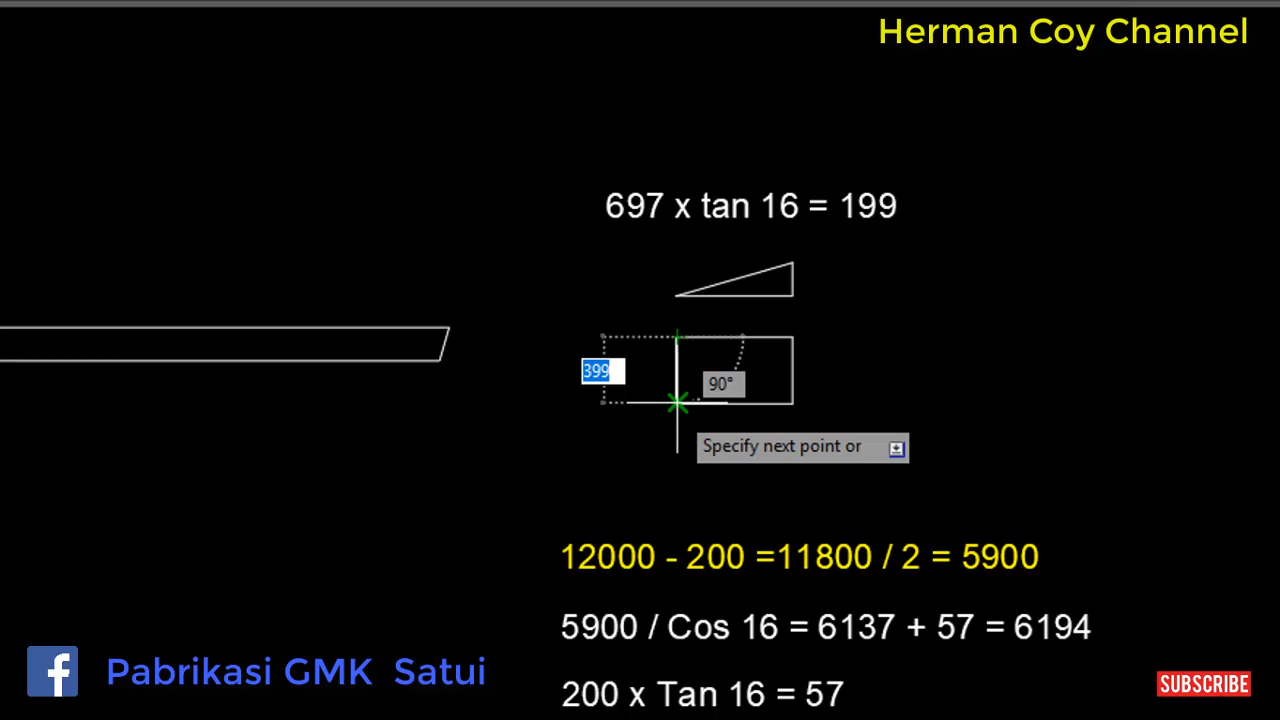 Herman Coy Channel
697 x tan 16 = 199
399
90°
Specify next point or
12000 - 200 =11800 / 2 = 5900
5900 / Cos 16 = 6137 + 57 = 6194
Pabrikasi GMK Satui
SUBSCRIBE
200 x Tan 16 = 57